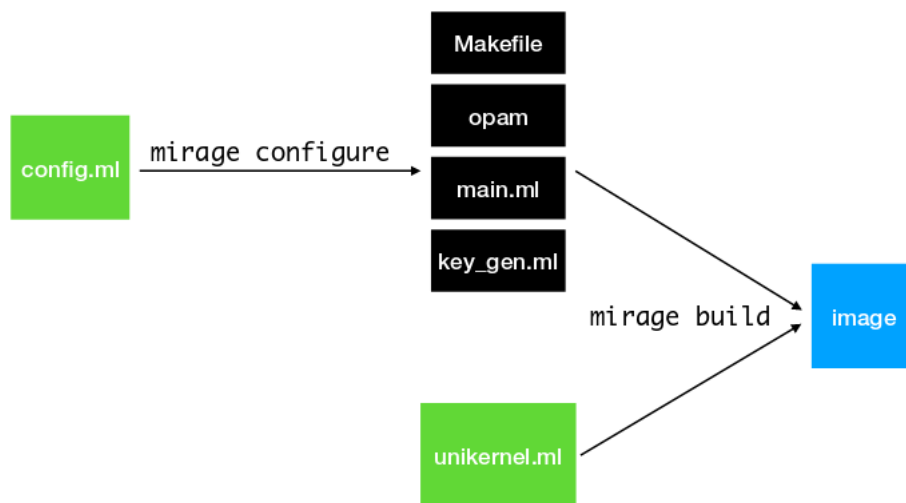 Makefile
opam
config.ml
mirage configure
main.ml
key_gen.ml
mirage build
image
unikernel.ml